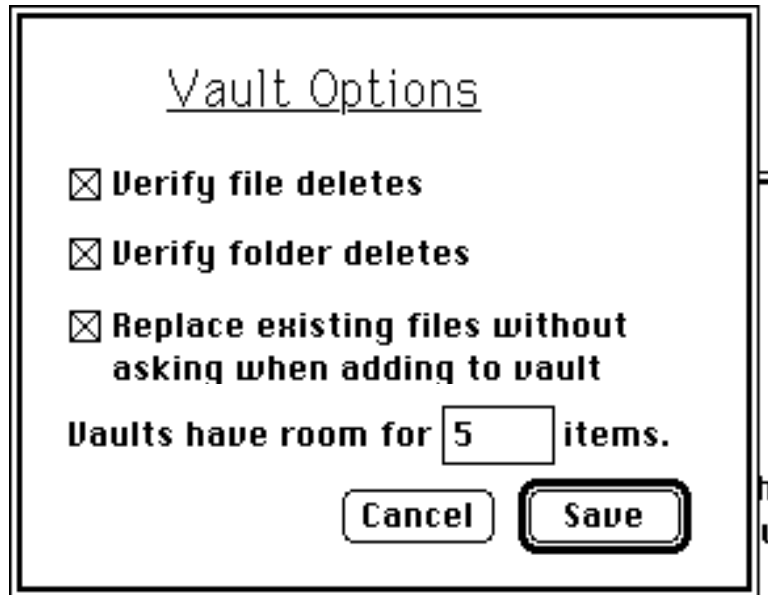 Vault Options
Verify file deletes
Verify folder deletes
Replace existing files without
asking when adding to vault
Vaults have room for 5 items.
Cancel Save